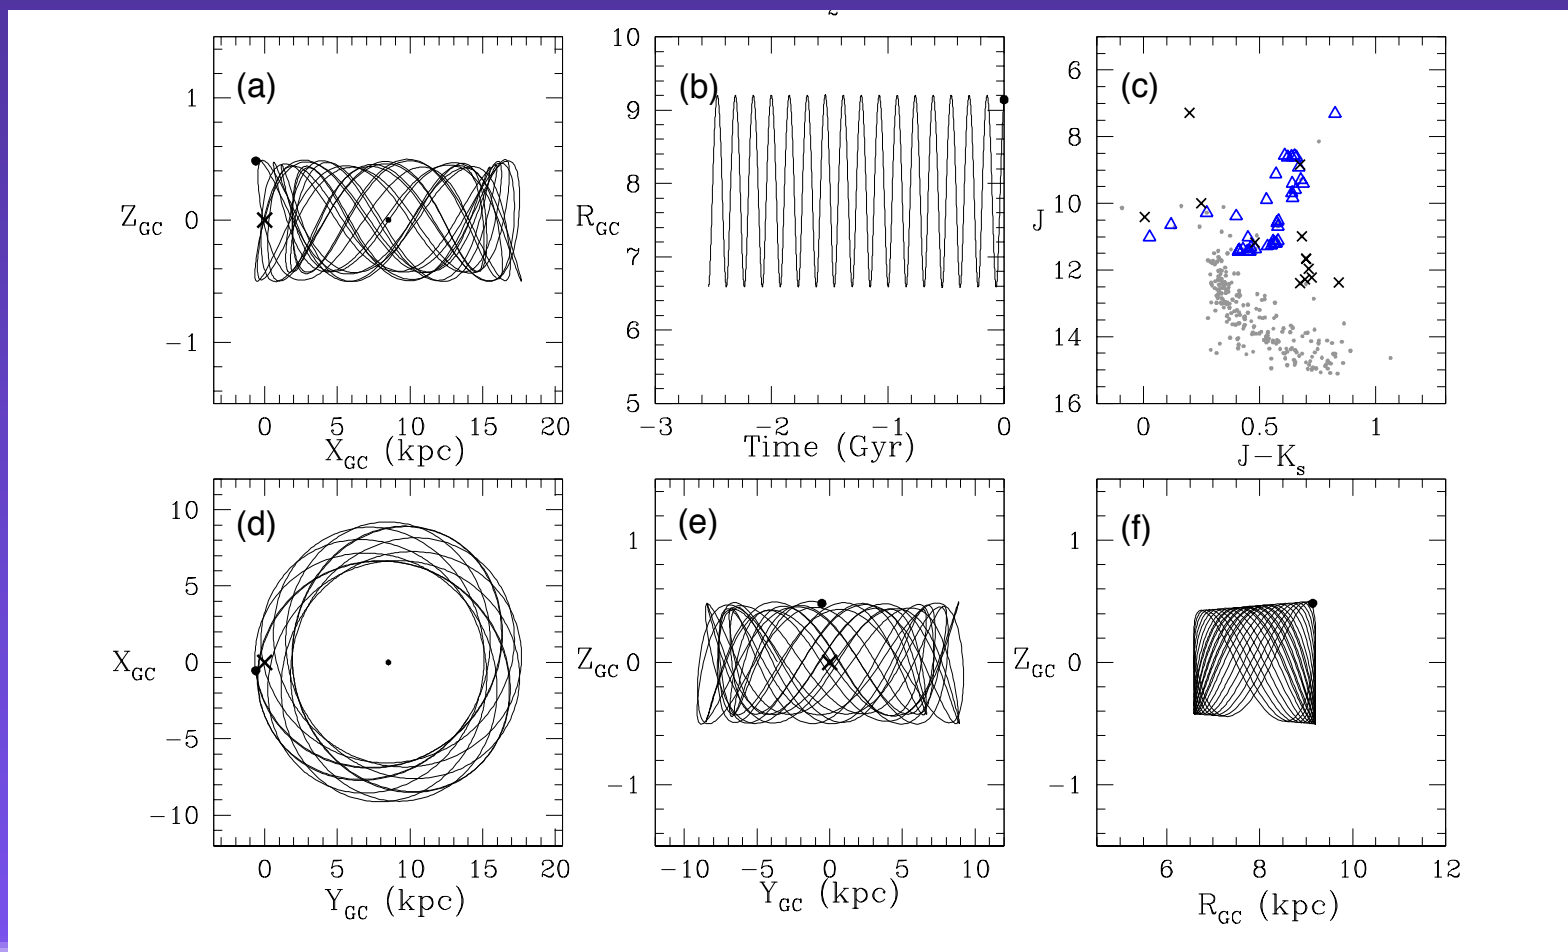 (a)
1
0
−1
Z_GC
0 5 10 15 20
X_GC (kpc)
(b)
10
9
8
7
6
5
R_GC
−3 −2 −1 0
Time (Gyr)
(c)
6
8
10
12
14
16
J
0 0.5 1
J−K_s
(d)
10
5
0
−5
−10
X_GC
0 5 10 15 20
Y_GC (kpc)
(e)
1
0
−1
Z_GC
−10 −5 0 5 10
Y_GC (kpc)
(f)
1
0
−1
Z_GC
6 8 10 12
R_GC (kpc)